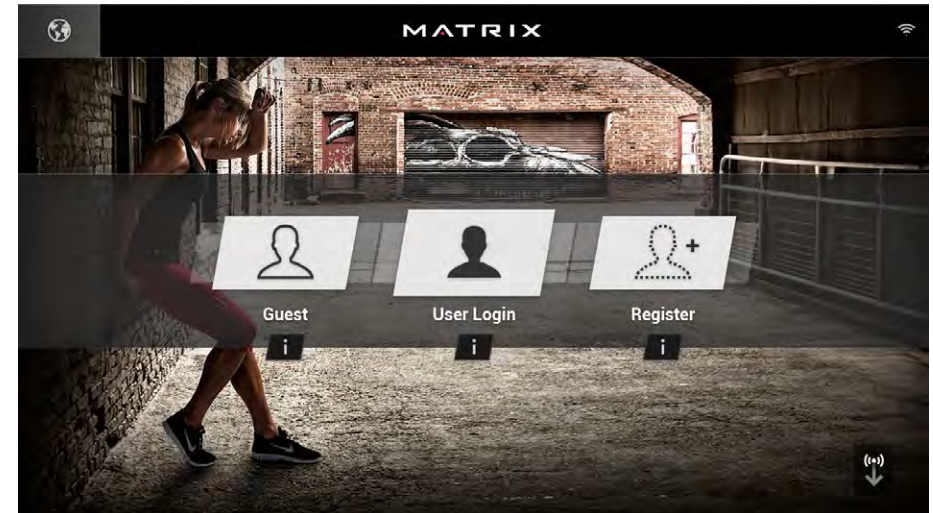 MATRIX
Guest
User Login
Register
i
i
i